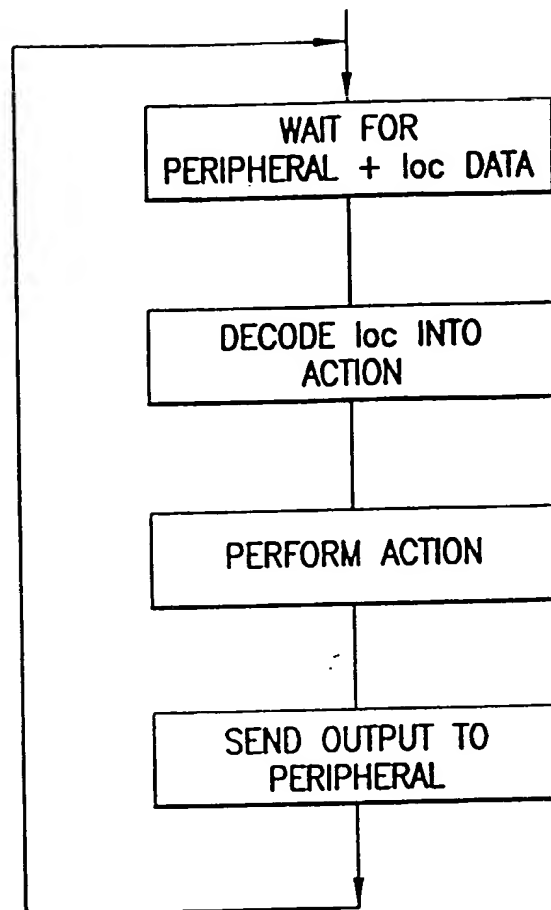 WAIT FOR
PERIPHERAL + loc DATA
DECODE loc INTO
ACTION
PERFORM ACTION
SEND OUTPUT TO
PERIPHERAL